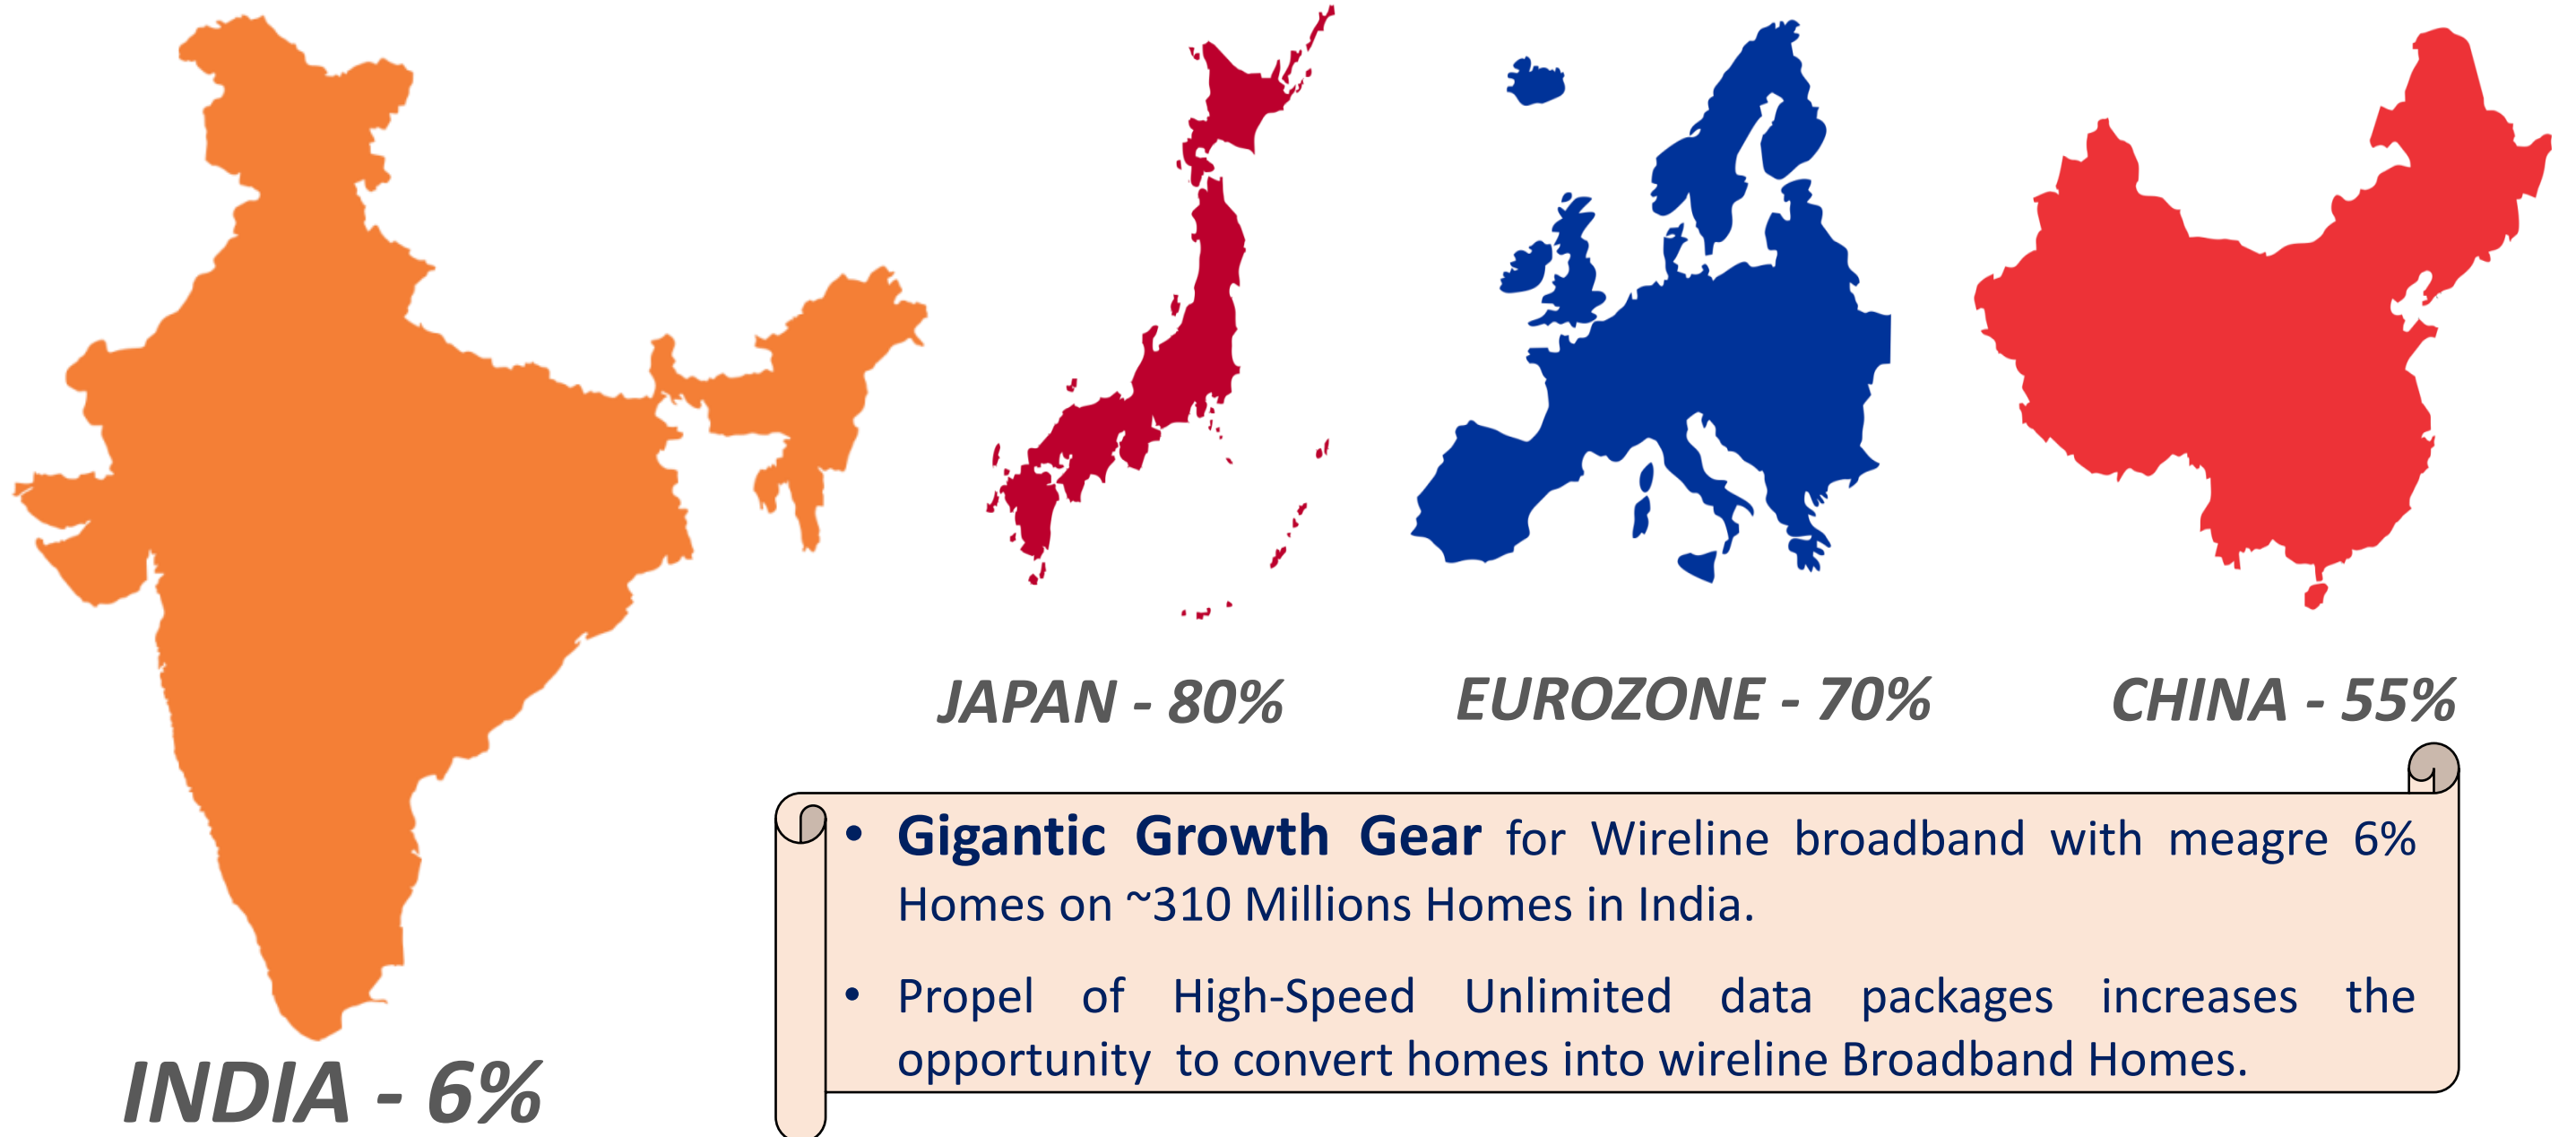 JAPAN - 80%
EUROZONE - 70%
CHINA - 55%
INDIA - 6%
• Gigantic Growth Gear for Wireline broadband with meagre 6%
Homes on ~310 Millions Homes in India.
• Propel of High-Speed Unlimited data packages increases the
opportunity to convert homes into wireline Broadband Homes.